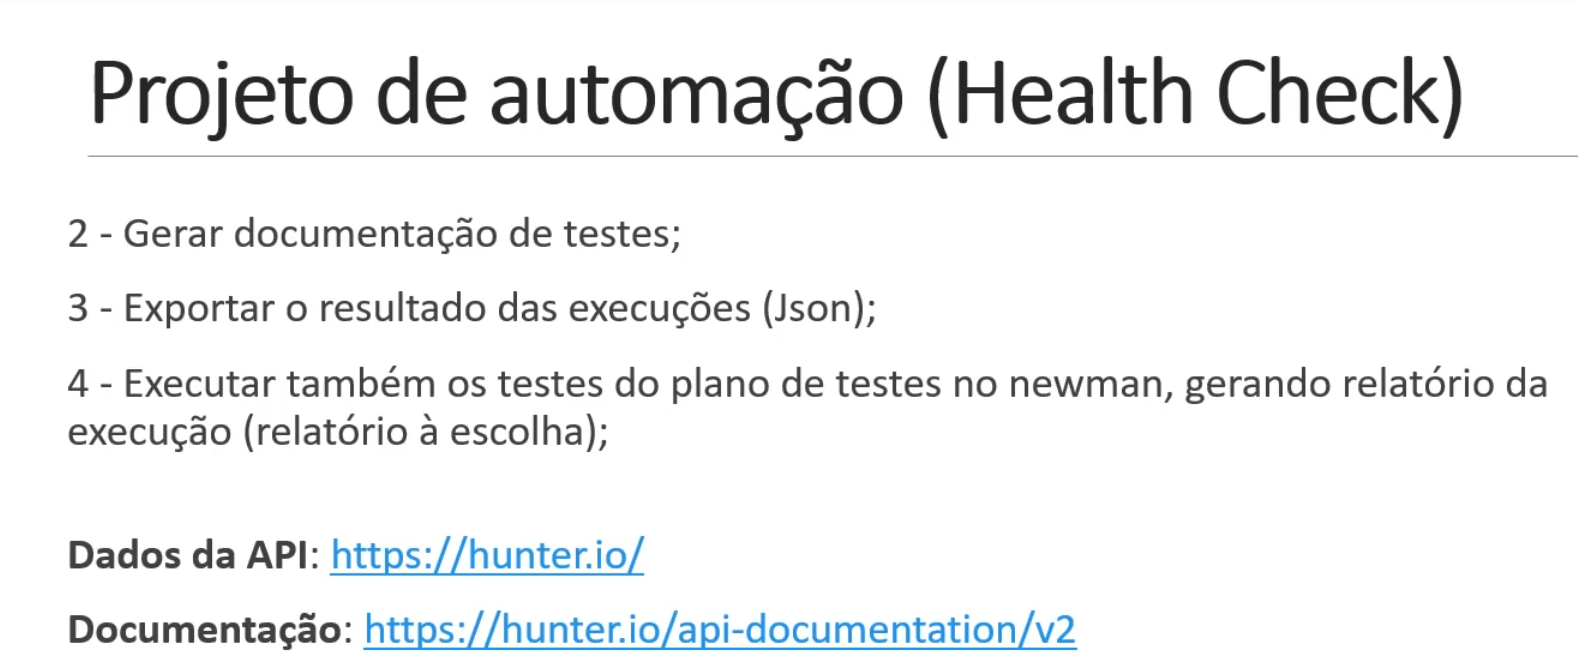 Projeto de automação (Health Check)
2 - Gerar documentação de testes;
3 - Exportar o resultado das execuções (Json);
4 - Executar também os testes do plano de testes no newman, gerando relatório da
execução (relatório à escolha);
Dados da API: https://hunter.io/
Documentação: https://hunter.io/api-documentation/v2